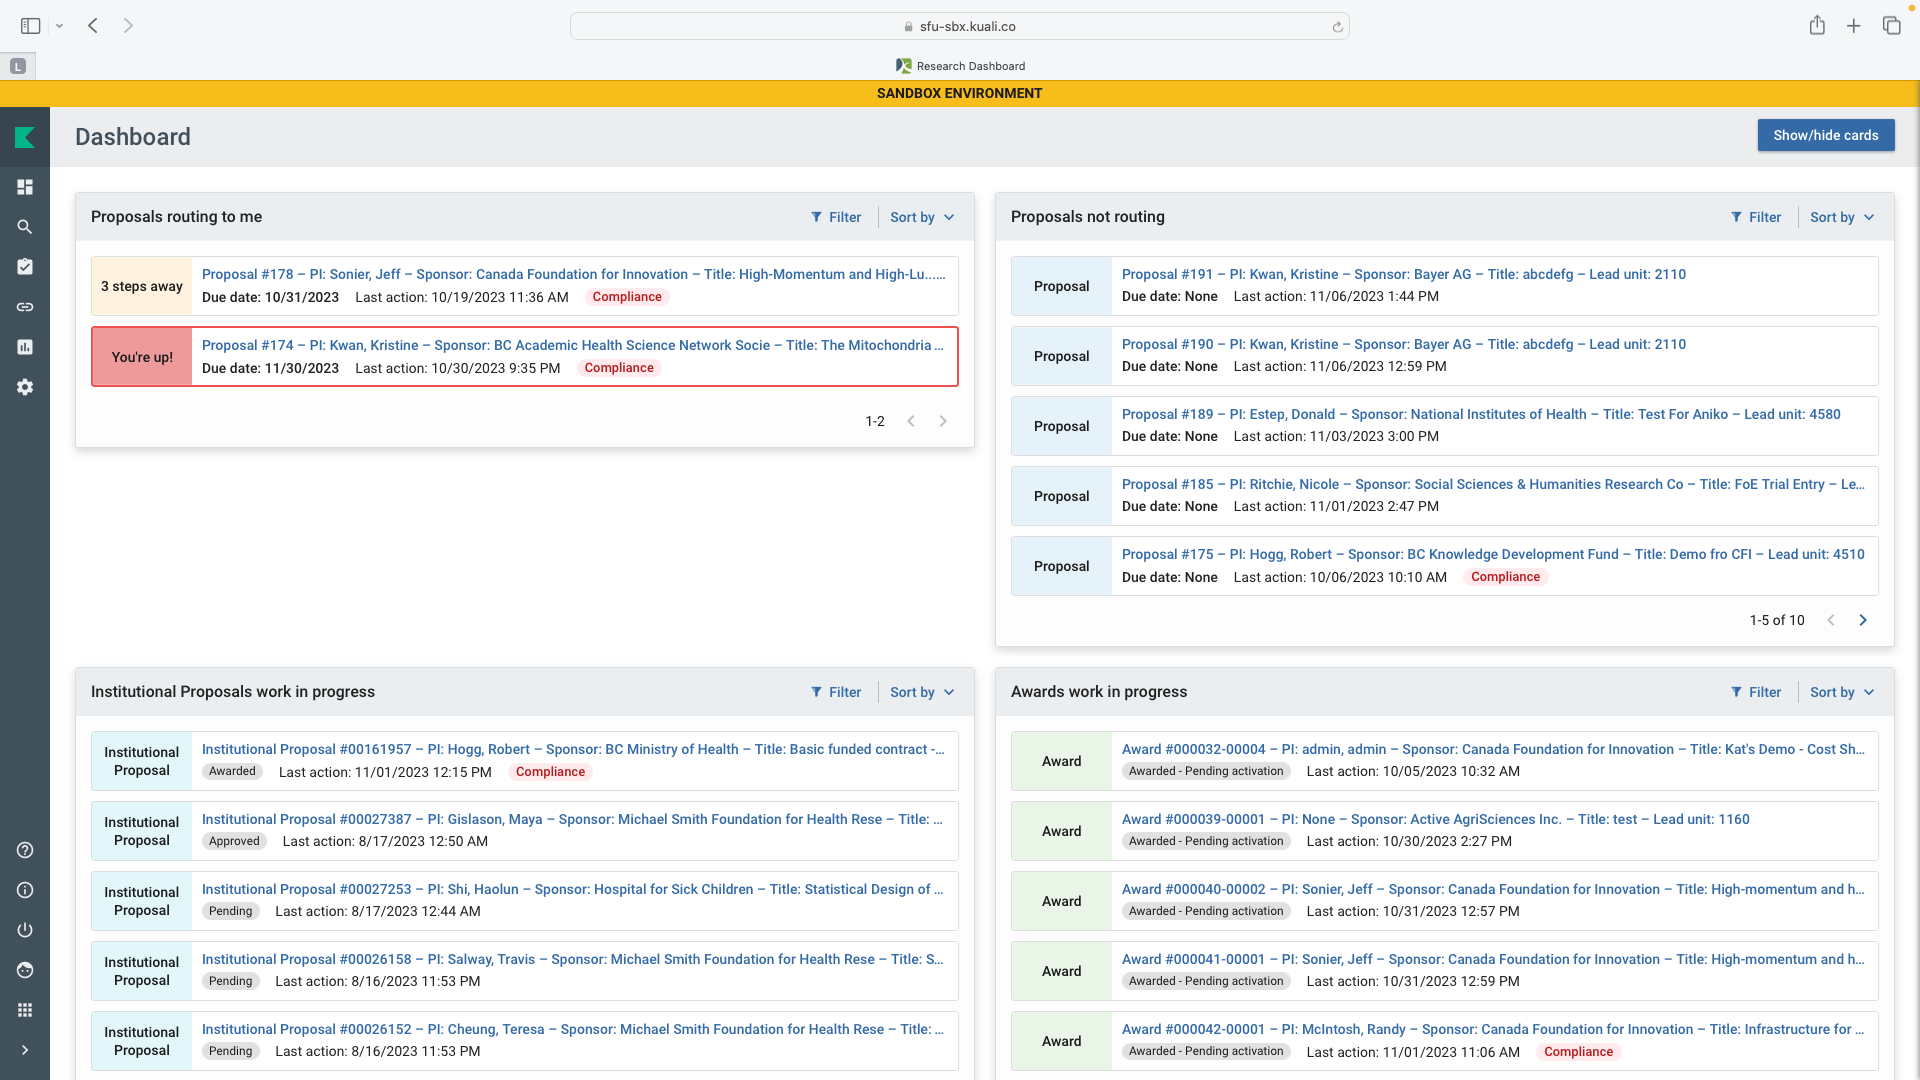 sfu-sbx.kuali.co
L
Research Dashboard
SANDBOX ENVIRONMENT
Dashboard
Show/hide cards
Proposals routing to me
Filter
Sort by
3 steps away
Proposal #178 – PI: Sonier, Jeff – Sponsor: Canada Foundation for Innovation – Title: High-Momentum and High-Lu......
Due date: 10/31/2023 Last action: 10/19/2023 11:36 AM Compliance
You're up!
Proposal #174 – PI: Kwan, Kristine – Sponsor: BC Academic Health Science Network Socie – Title: The Mitochondria ...
Due date: 11/30/2023 Last action: 10/30/2023 9:35 PM Compliance
1-2
Proposals not routing
Filter
Sort by
Proposal
Proposal #191 – PI: Kwan, Kristine – Sponsor: Bayer AG – Title: abcdefg – Lead unit: 2110
Due date: None Last action: 11/06/2023 1:44 PM
Proposal
Proposal #190 – PI: Kwan, Kristine – Sponsor: Bayer AG – Title: abcdefg – Lead unit: 2110
Due date: None Last action: 11/06/2023 12:59 PM
Proposal
Proposal #189 – PI: Estep, Donald – Sponsor: National Institutes of Health – Title: Test For Aniko – Lead unit: 4580
Due date: None Last action: 11/03/2023 3:00 PM
Proposal
Proposal #185 – PI: Ritchie, Nicole – Sponsor: Social Sciences & Humanities Research Co – Title: FoE Trial Entry – Le...
Due date: None Last action: 11/01/2023 2:47 PM
Proposal
Proposal #175 – PI: Hogg, Robert – Sponsor: BC Knowledge Development Fund – Title: Demo fro CFI – Lead unit: 4510
Due date: None Last action: 10/06/2023 10:10 AM Compliance
1-5 of 10
Institutional Proposals work in progress
Filter
Sort by
Institutional
Proposal
Institutional Proposal #00161957 – PI: Hogg, Robert – Sponsor: BC Ministry of Health – Title: Basic funded contract -...
Awarded Last action: 11/01/2023 12:15 PM Compliance
Institutional
Proposal
Institutional Proposal #00027387 – PI: Gislason, Maya – Sponsor: Michael Smith Foundation for Health Rese – Title: ...
Approved Last action: 8/17/2023 12:50 AM
Institutional
Proposal
Institutional Proposal #00027253 – PI: Shi, Haolun – Sponsor: Hospital for Sick Children – Title: Statistical Design of ...
Pending Last action: 8/17/2023 12:44 AM
Institutional
Proposal
Institutional Proposal #00026158 – PI: Salway, Travis – Sponsor: Michael Smith Foundation for Health Rese – Title: S...
Pending Last action: 8/16/2023 11:53 PM
Institutional
Proposal
Institutional Proposal #00026152 – PI: Cheung, Teresa – Sponsor: Michael Smith Foundation for Health Rese – Title: ...
Pending Last action: 8/16/2023 11:53 PM
Awards work in progress
Filter
Sort by
Award
Award #000032-00004 – PI: admin, admin – Sponsor: Canada Foundation for Innovation – Title: Kat's Demo - Cost Sh...
Awarded - Pending activation Last action: 10/05/2023 10:32 AM
Award
Award #000039-00001 – PI: None – Sponsor: Active AgriSciences Inc. – Title: test – Lead unit: 1160
Awarded - Pending activation Last action: 10/30/2023 2:27 PM
Award
Award #000040-00002 – PI: Sonier, Jeff – Sponsor: Canada Foundation for Innovation – Title: High-momentum and h...
Awarded - Pending activation Last action: 10/31/2023 12:57 PM
Award
Award #000041-00001 – PI: Sonier, Jeff – Sponsor: Canada Foundation for Innovation – Title: High-momentum and h...
Awarded - Pending activation Last action: 10/31/2023 12:59 PM
Award
Award #000042-00001 – PI: McIntosh, Randy – Sponsor: Canada Foundation for Innovation – Title: Infrastructure for ...
Awarded - Pending activation Last action: 11/01/2023 11:06 AM Compliance